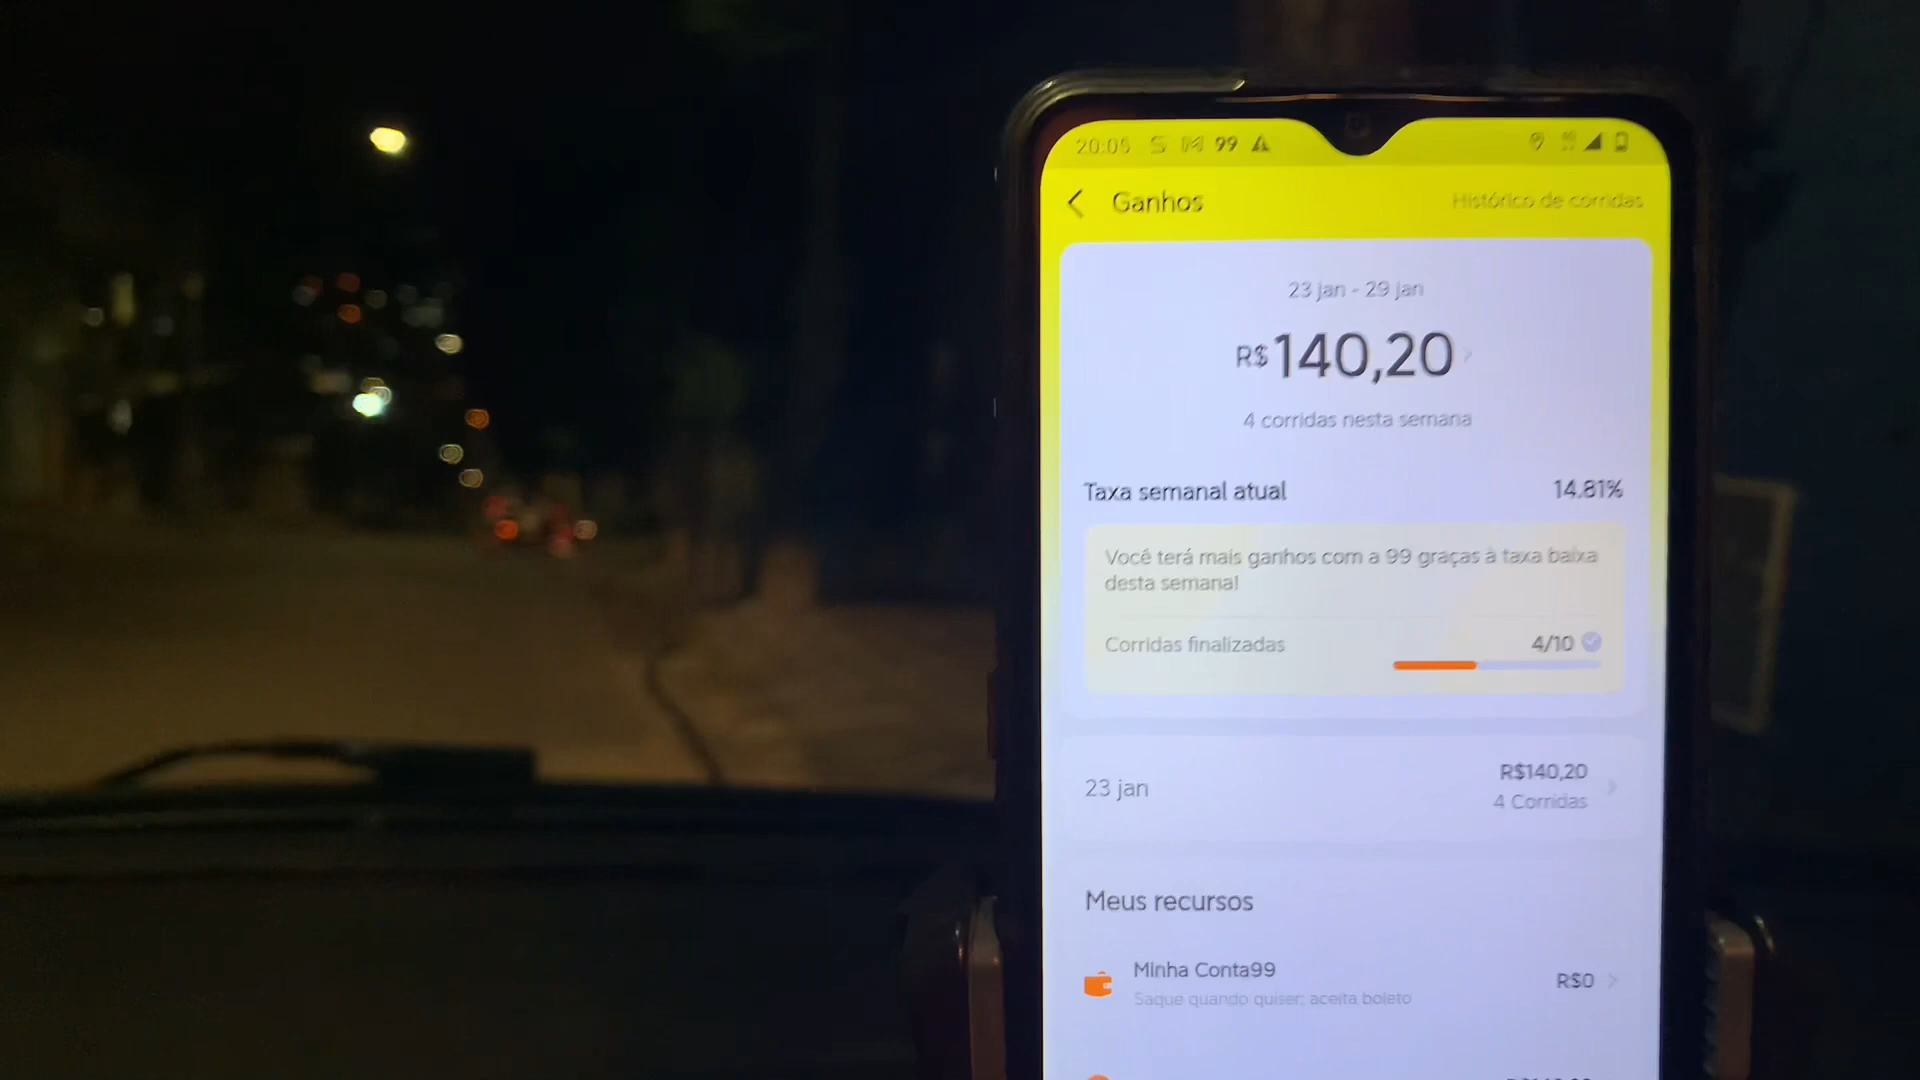 20:05 99
Ganhos
Histórico de corridas
23 jan - 29 jan
R$140,20
4 corridas nesta semana
Taxa semanal atual 14.81%
Você terá mais ganhos com a 99 graças à taxa baixa
desta semana!
Corridas finalizadas 4/10
23 jan
R$140,20
4 Corridas
Meus recursos
Minha Conta99
R$0
Saque quando quiser; aceita boleto